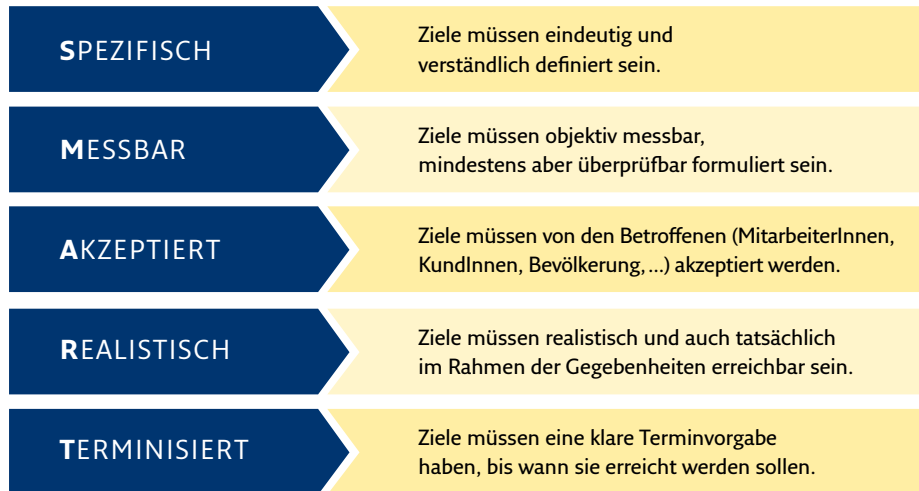 SPEZIFISCH
Ziele müssen eindeutig und
verständlich definiert sein.
MESSBAR
Ziele müssen objektiv messbar,
mindestens aber überprüfbar formuliert sein.
AKZEPTIERT
Ziele müssen von den Betroffenen (MitarbeiterInnen,
KundInnen, Bevölkerung, ...) akzeptiert werden.
REALISTISCH
Ziele müssen realistisch und auch tatsächlich
im Rahmen der Gegebenheiten erreichbar sein.
TERMINISIERT
Ziele müssen eine klare Terminvorgabe
haben, bis wann sie erreicht werden sollen.